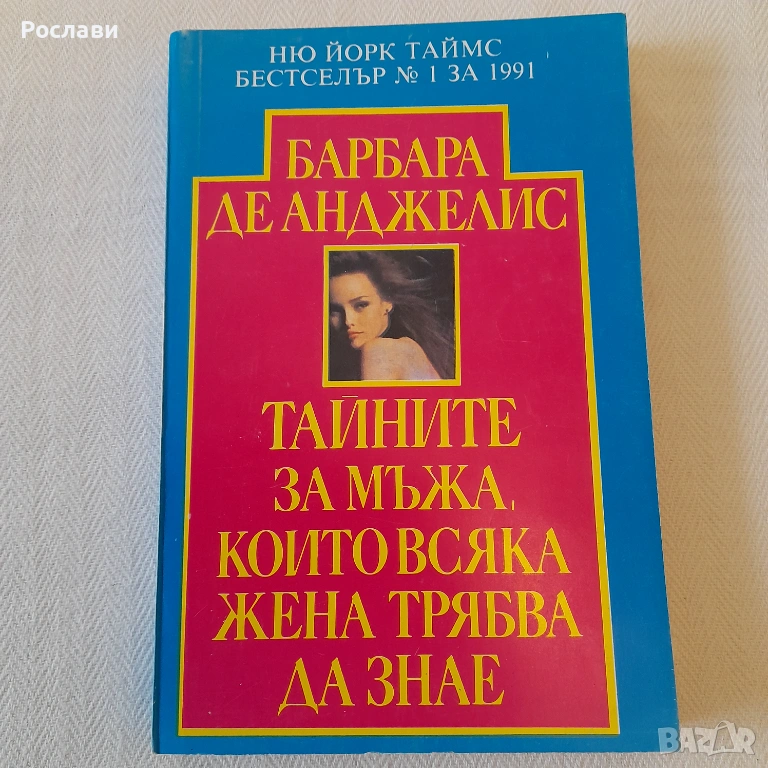 Рослави
НЮ ЙОРК ТАЙМС
БЕСТСЕЛЪР № 1 ЗА 1991
БАРБАРА
ДЕ АНДЖЕЛИС
ТАЙНИТЕ
ЗА МЪЖА,
КОИТО ВСЯКА
ЖЕНА ТРЯБВА
ДА ЗНАЕ
BAZAR